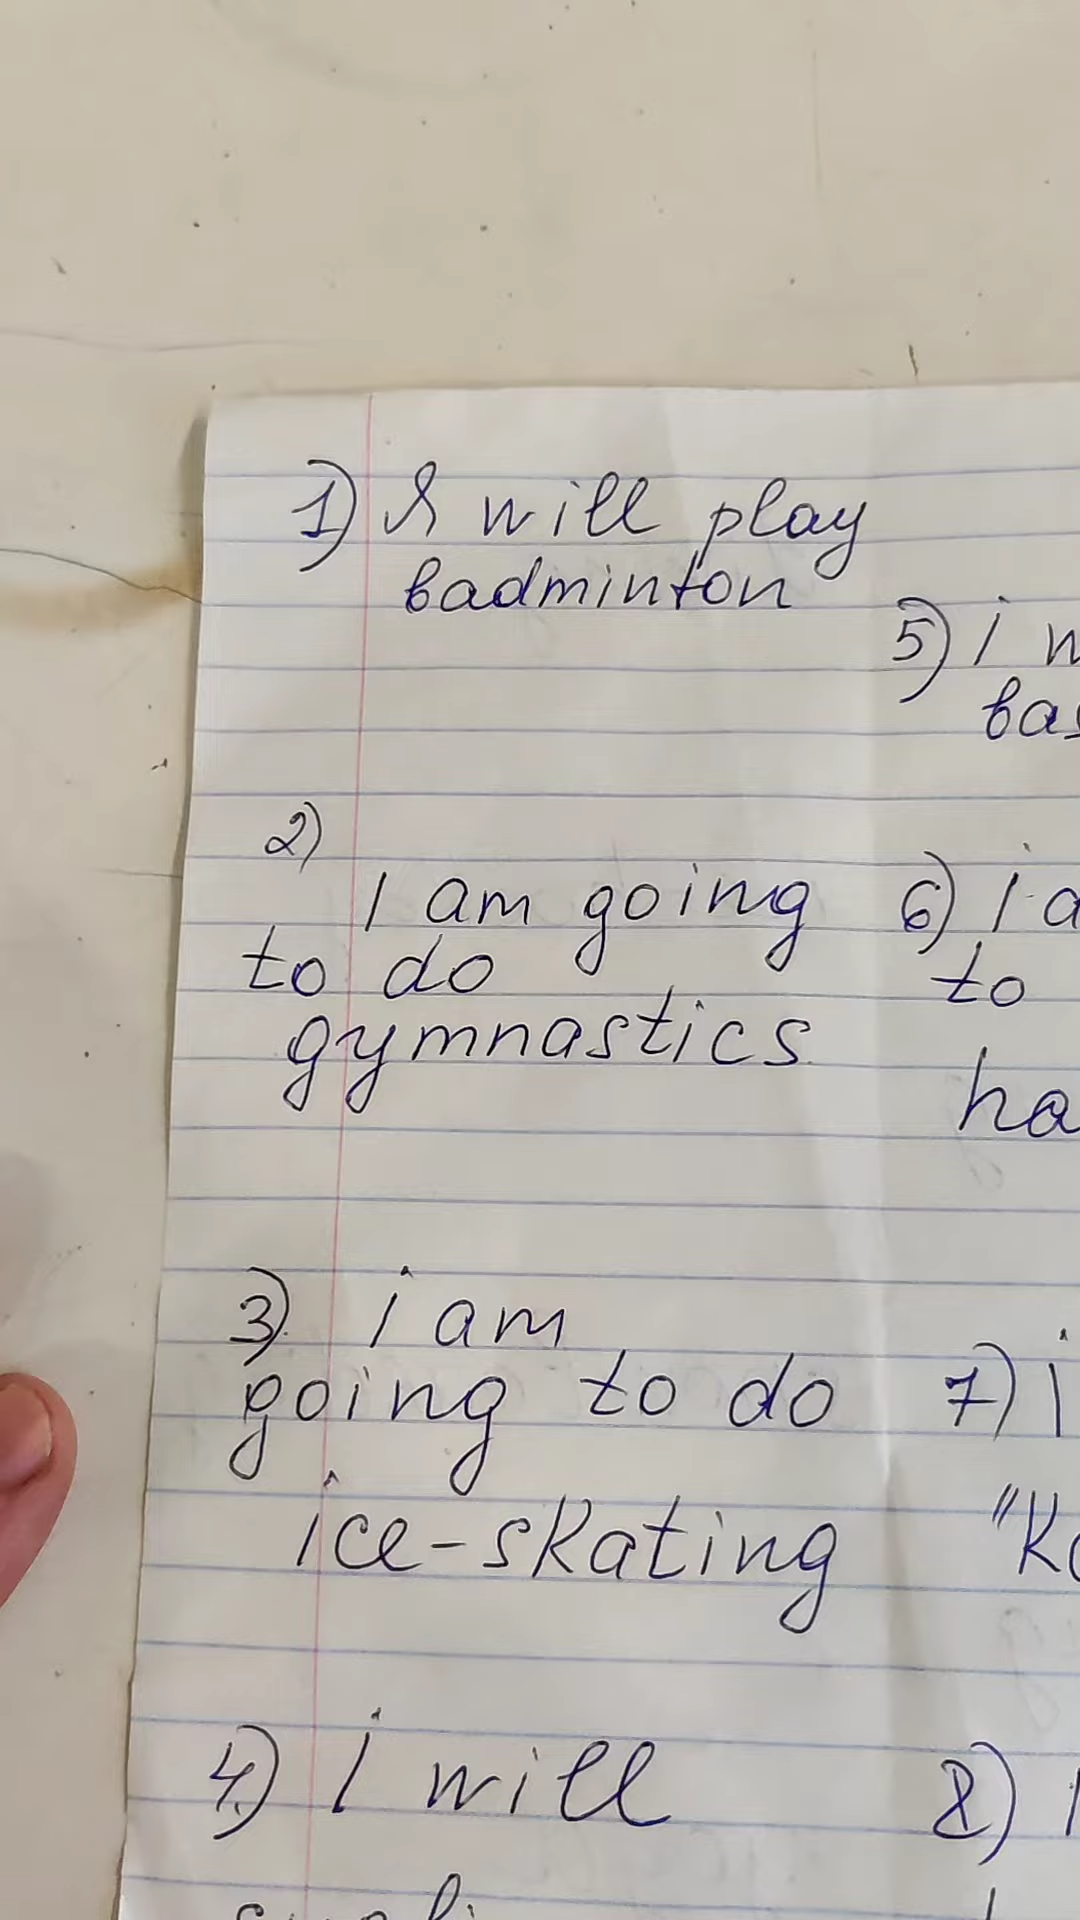 1) I will play
badminton
2)
I am going
to do
gymnastics
3) i am
going to do
ice-skating
4) i will
5) i
6) i
to
7) i
8) I